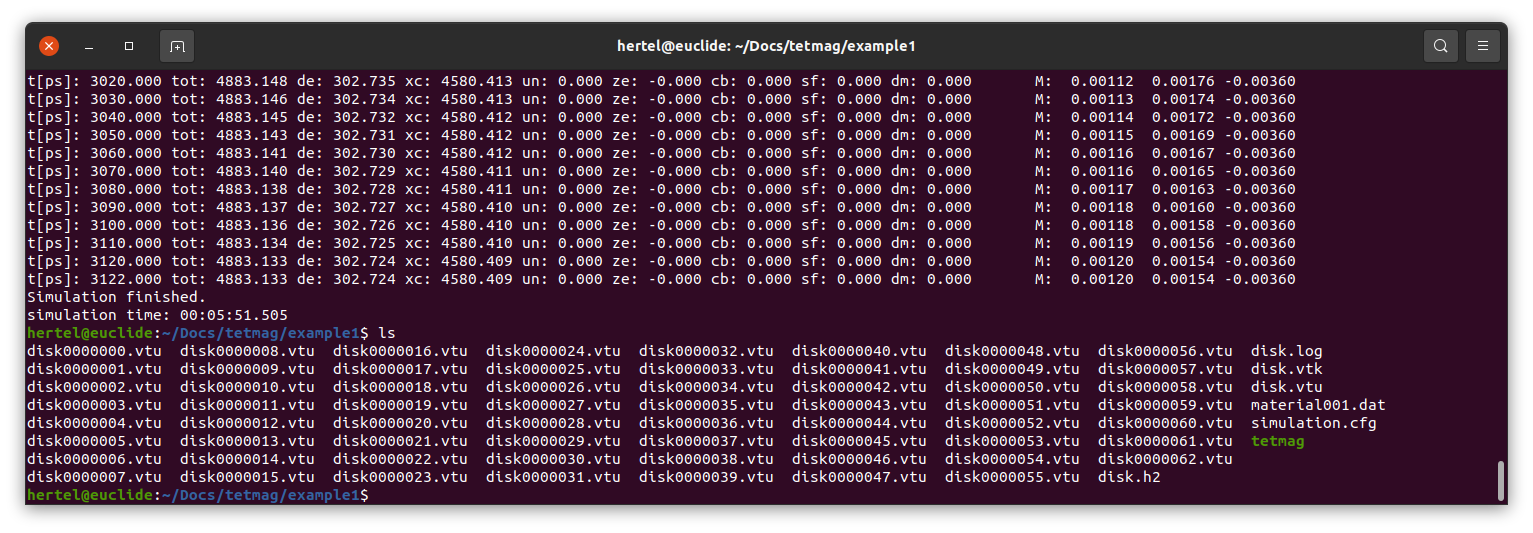 hertel@euclide: ~/Docs/tetmag/example1
t[ps]: 3020.000 tot: 4883.148 de: 302.735 xc: 4580.413 un: 0.000 ze: -0.000 cb: 0.000 sf: 0.000 dm: 0.000       M:  0.00112  0.00176 -0.00360
t[ps]: 3030.000 tot: 4883.146 de: 302.734 xc: 4580.413 un: 0.000 ze: -0.000 cb: 0.000 sf: 0.000 dm: 0.000       M:  0.00113  0.00174 -0.00360
t[ps]: 3040.000 tot: 4883.145 de: 302.732 xc: 4580.412 un: 0.000 ze: -0.000 cb: 0.000 sf: 0.000 dm: 0.000       M:  0.00114  0.00172 -0.00360
t[ps]: 3050.000 tot: 4883.143 de: 302.731 xc: 4580.412 un: 0.000 ze: -0.000 cb: 0.000 sf: 0.000 dm: 0.000       M:  0.00115  0.00169 -0.00360
t[ps]: 3060.000 tot: 4883.141 de: 302.730 xc: 4580.412 un: 0.000 ze: -0.000 cb: 0.000 sf: 0.000 dm: 0.000       M:  0.00116  0.00167 -0.00360
t[ps]: 3070.000 tot: 4883.140 de: 302.729 xc: 4580.411 un: 0.000 ze: -0.000 cb: 0.000 sf: 0.000 dm: 0.000       M:  0.00116  0.00165 -0.00360
t[ps]: 3080.000 tot: 4883.138 de: 302.728 xc: 4580.411 un: 0.000 ze: -0.000 cb: 0.000 sf: 0.000 dm: 0.000       M:  0.00117  0.00163 -0.00360
t[ps]: 3090.000 tot: 4883.137 de: 302.727 xc: 4580.410 un: 0.000 ze: -0.000 cb: 0.000 sf: 0.000 dm: 0.000       M:  0.00118  0.00160 -0.00360
t[ps]: 3100.000 tot: 4883.136 de: 302.726 xc: 4580.410 un: 0.000 ze: -0.000 cb: 0.000 sf: 0.000 dm: 0.000       M:  0.00118  0.00158 -0.00360
t[ps]: 3110.000 tot: 4883.134 de: 302.725 xc: 4580.410 un: 0.000 ze: -0.000 cb: 0.000 sf: 0.000 dm: 0.000       M:  0.00119  0.00156 -0.00360
t[ps]: 3120.000 tot: 4883.133 de: 302.724 xc: 4580.409 un: 0.000 ze: -0.000 cb: 0.000 sf: 0.000 dm: 0.000       M:  0.00120  0.00154 -0.00360
t[ps]: 3122.000 tot: 4883.133 de: 302.724 xc: 4580.409 un: 0.000 ze: -0.000 cb: 0.000 sf: 0.000 dm: 0.000       M:  0.00120  0.00154 -0.00360
Simulation finished.
simulation time: 00:05:51.505
hertel@euclide:~/Docs/tetmag/example1$ ls
disk0000000.vtu  disk0000008.vtu  disk0000016.vtu  disk0000024.vtu  disk0000032.vtu  disk0000040.vtu  disk0000048.vtu  disk0000056.vtu  disk.log
disk0000001.vtu  disk0000009.vtu  disk0000017.vtu  disk0000025.vtu  disk0000033.vtu  disk0000041.vtu  disk0000049.vtu  disk0000057.vtu  disk.vtk
disk0000002.vtu  disk0000010.vtu  disk0000018.vtu  disk0000026.vtu  disk0000034.vtu  disk0000042.vtu  disk0000050.vtu  disk0000058.vtu  disk.vtu
disk0000003.vtu  disk0000011.vtu  disk0000019.vtu  disk0000027.vtu  disk0000035.vtu  disk0000043.vtu  disk0000051.vtu  disk0000059.vtu  material001.dat
disk0000004.vtu  disk0000012.vtu  disk0000020.vtu  disk0000028.vtu  disk0000036.vtu  disk0000044.vtu  disk0000052.vtu  disk0000060.vtu  simulation.cfg
disk0000005.vtu  disk0000013.vtu  disk0000021.vtu  disk0000029.vtu  disk0000037.vtu  disk0000045.vtu  disk0000053.vtu  disk0000061.vtu  tetmag
disk0000006.vtu  disk0000014.vtu  disk0000022.vtu  disk0000030.vtu  disk0000038.vtu  disk0000046.vtu  disk0000054.vtu  disk0000062.vtu
disk0000007.vtu  disk0000015.vtu  disk0000023.vtu  disk0000031.vtu  disk0000039.vtu  disk0000047.vtu  disk0000055.vtu  disk.h2
hertel@euclide:~/Docs/tetmag/example1$